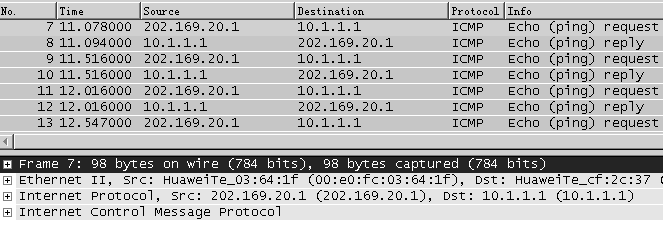 No. Time Source Destination Protocol Info
7 11.078000 202.169.20.1 10.1.1.1 ICMP Echo (ping) request
8 11.094000 10.1.1.1 202.169.20.1 ICMP Echo (ping) reply
9 11.516000 202.169.20.1 10.1.1.1 ICMP Echo (ping) request
10 11.516000 10.1.1.1 202.169.20.1 ICMP Echo (ping) reply
11 12.016000 202.169.20.1 10.1.1.1 ICMP Echo (ping) request
12 12.016000 10.1.1.1 202.169.20.1 ICMP Echo (ping) reply
13 12.547000 202.169.20.1 10.1.1.1 ICMP Echo (ping) request
Frame 7: 98 bytes on wire (784 bits), 98 bytes captured (784 bits)
Ethernet II, Src: HuaweiTe_03:64:1f (00:e0:fc:03:64:1f), Dst: HuaweiTe_cf:2c:37
Internet Protocol, Src: 202.169.20.1 (202.169.20.1), Dst: 10.1.1.1 (10.1.1.1)
Internet Control Message Protocol